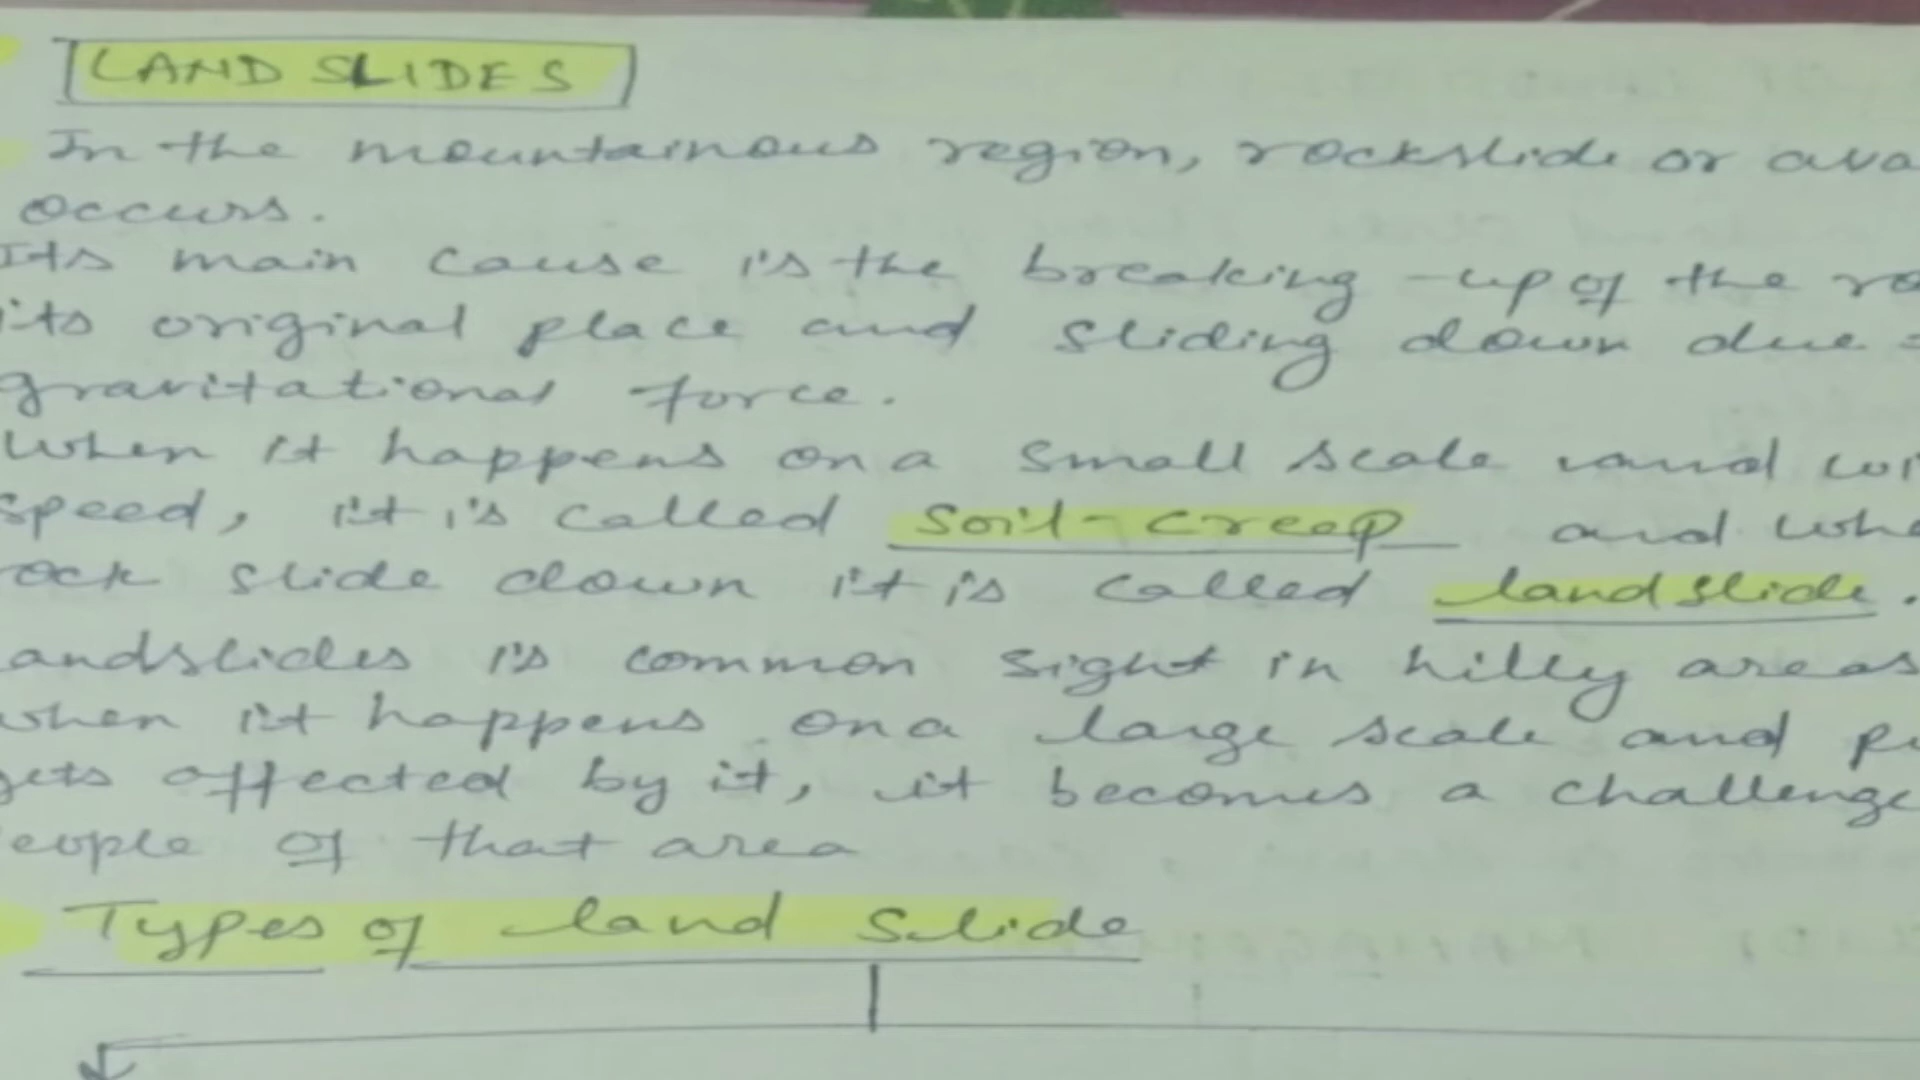 LAND SLIDES
In the mountainous region, rockslide or ava
occurs.
Its main cause is the breaking-up of the ro
its original place and sliding down due
gravitational force.
When it happens on a small scale and wi
speed, it is called soil-creep and whe
ock slide down it is called landslide.
andslides is common sight in hilly areas
when it happens on a large scale and pe
gets affected by it, it becomes a challenge
eople of that area
Types of land Slide